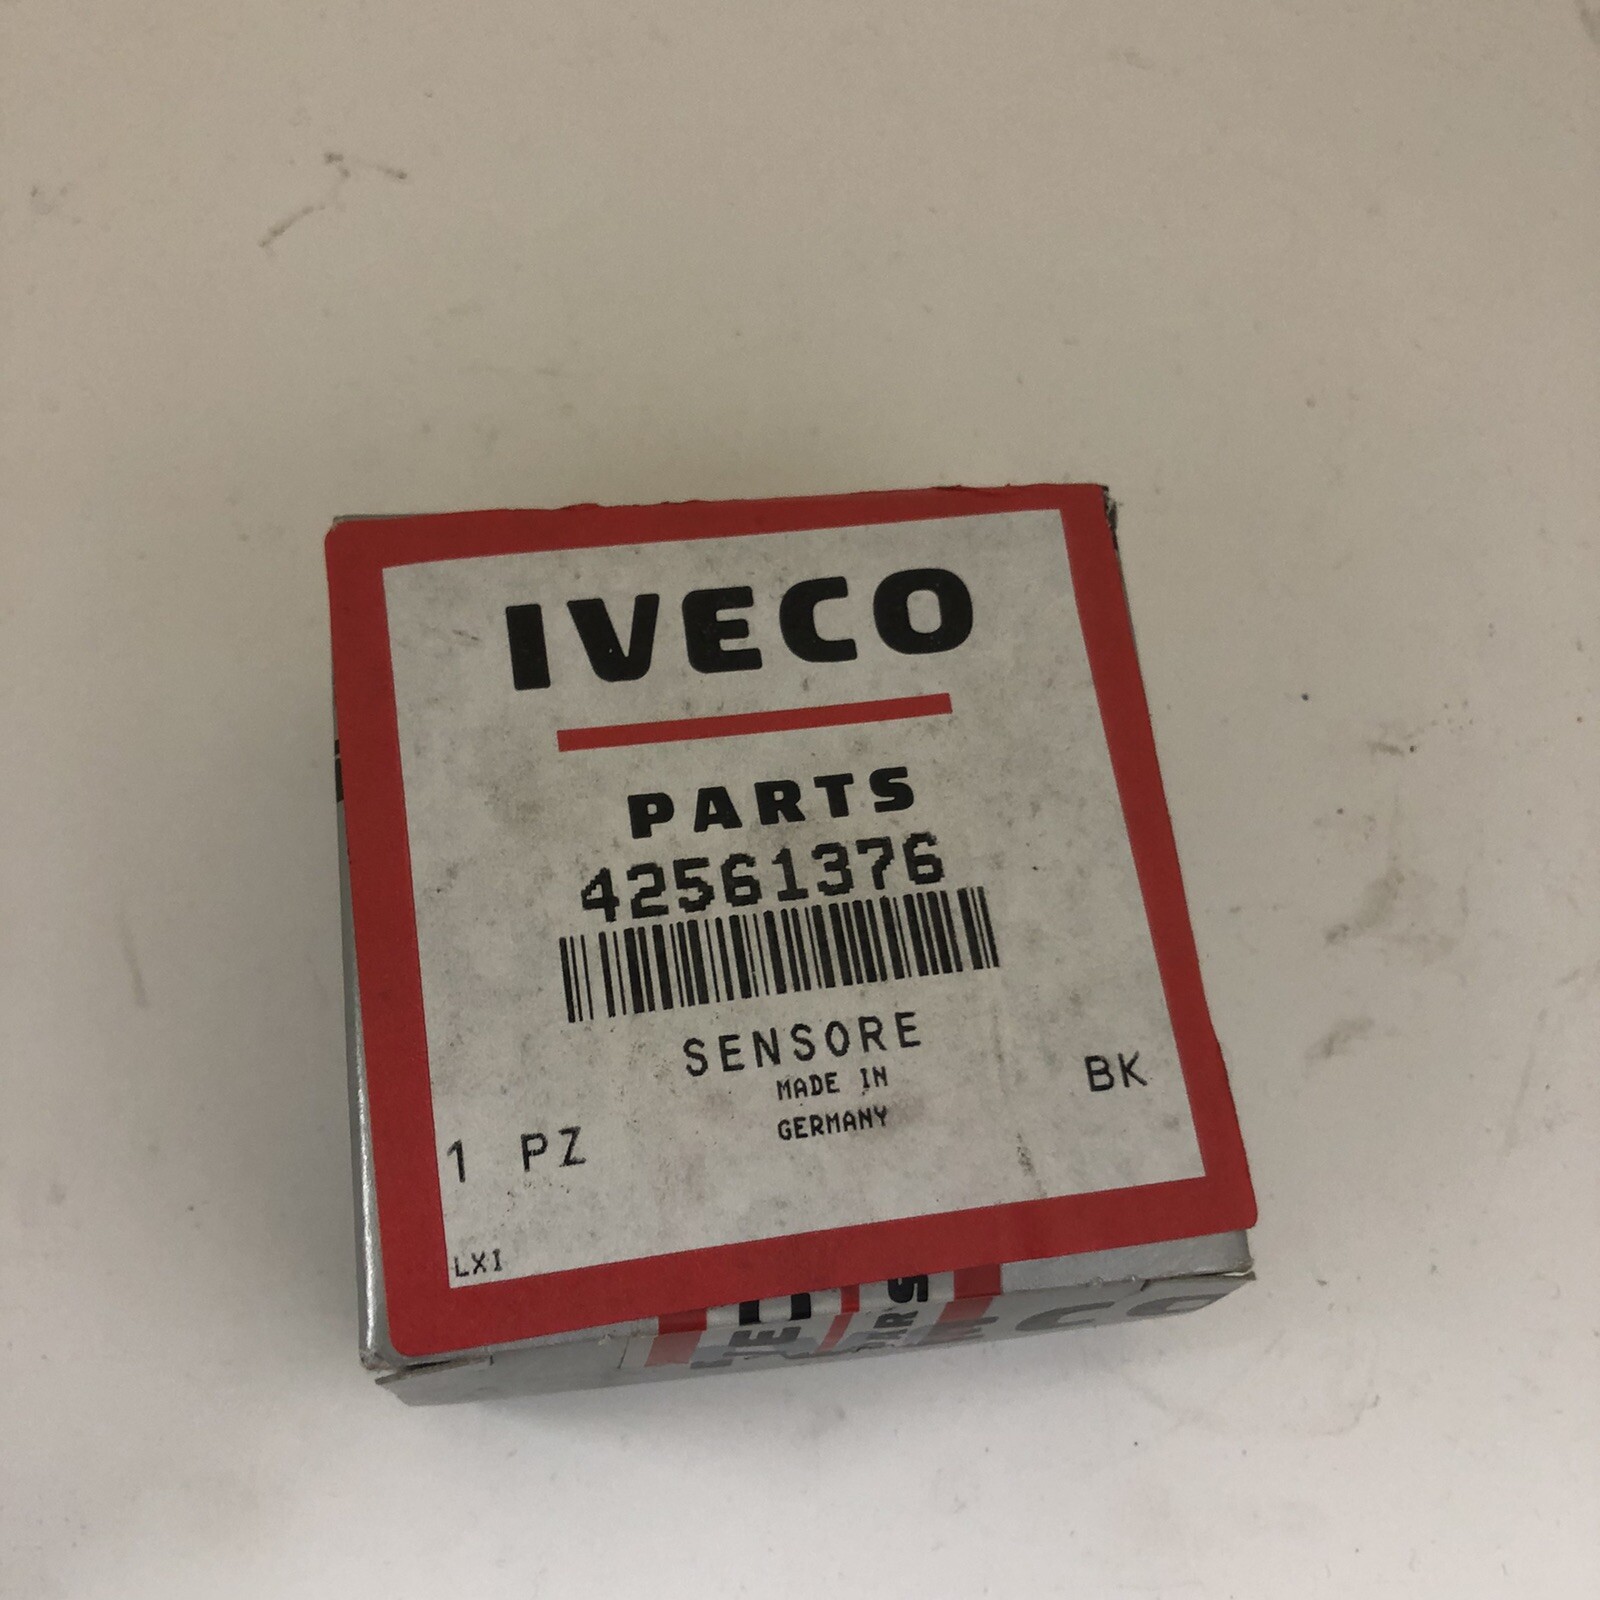 IVECO
PARTS
42561376
SENSORE
MADE IN
GERMANY
BK
1 PZ
LXI